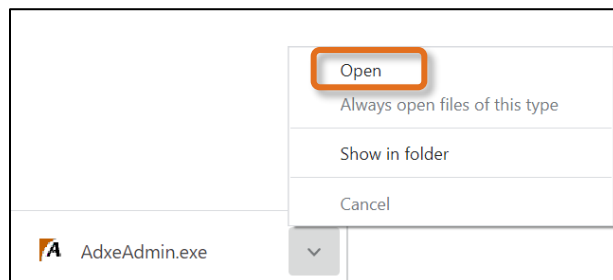 Open
Always open files of this type
Show in folder
Cancel
AdxeAdmin.exe